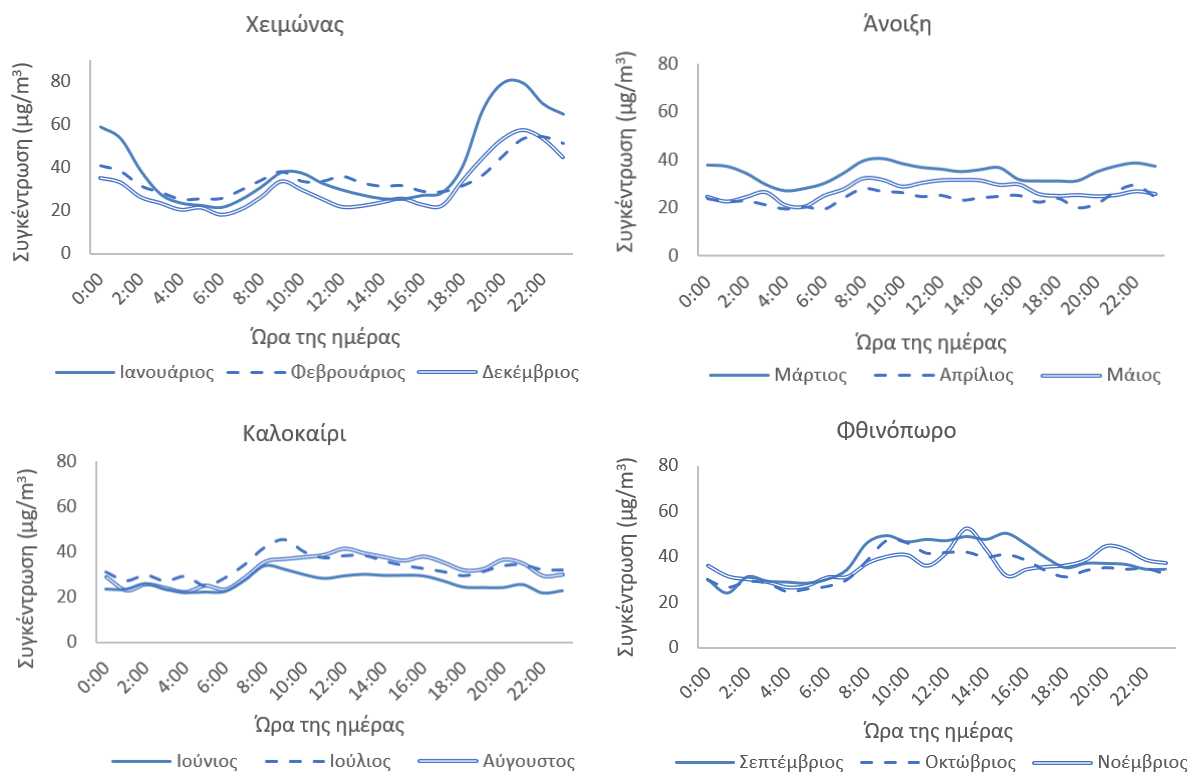 Χειμώνας
Συγκέντρωση (μg/m³)
80
60
40
20
0
0:00 2:00 4:00 6:00 8:00 10:00 12:00 14:00 16:00 18:00 20:00 22:00
Ώρα της ημέρας
Ιανουάριος Φεβρουάριος Δεκέμβριος
Άνοιξη
Συγκέντρωση (μg/m³)
80
60
40
20
0
0:00 2:00 4:00 6:00 8:00 10:00 12:00 14:00 16:00 18:00 20:00 22:00
Ώρα της ημέρας
Μάρτιος Απρίλιος Μάιος
Καλοκαίρι
Συγκέντρωση (μg/m³)
80
60
40
20
0
0:00 2:00 4:00 6:00 8:00 10:00 12:00 14:00 16:00 18:00 20:00 22:00
Ώρα της ημέρας
Ιούνιος Ιούλιος Αύγουστος
Φθινόπωρο
Συγκέντρωση (μg/m³)
80
60
40
20
0
0:00 2:00 4:00 6:00 8:00 10:00 12:00 14:00 16:00 18:00 20:00 22:00
Ώρα της ημέρας
Σεπτέμβριος Οκτώβριος Νοέμβριος